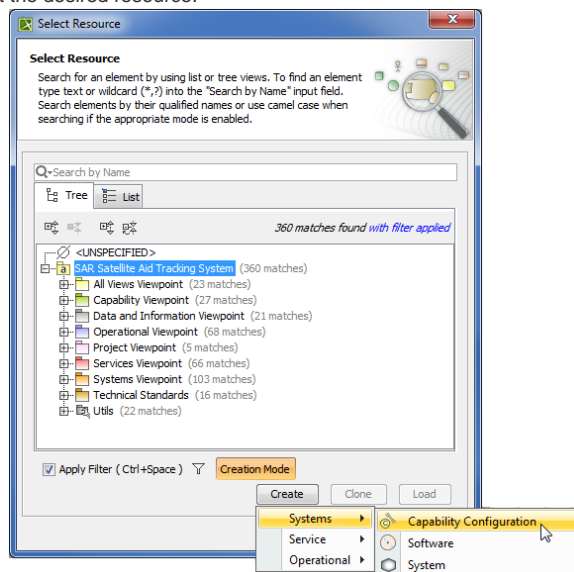 t the desired resource.
Select Resource
Select Resource
Search for an element by using list or tree views. To find an element
type text or wildcard (*,?) into the "Search by Name" input field.
Search elements by their qualified names or use camel case when
searching if the appropriate mode is enabled.
Search by Name
Tree List
360 matches found with filter applied
<UNSPECIFIED>
a SAR Satellite Aid Tracking System (360 matches)
All Views Viewpoint (23 matches)
Capability Viewpoint (27 matches)
Data and Information Viewpoint (21 matches)
Operational Viewpoint (68 matches)
Project Viewpoint (5 matches)
Services Viewpoint (66 matches)
Systems Viewpoint (103 matches)
Technical Standards (16 matches)
Utils (22 matches)
Apply Filter (Ctrl+Space) Creation Mode
Create Clone Load
Systems Capability Configuration
Service Software
Operational System